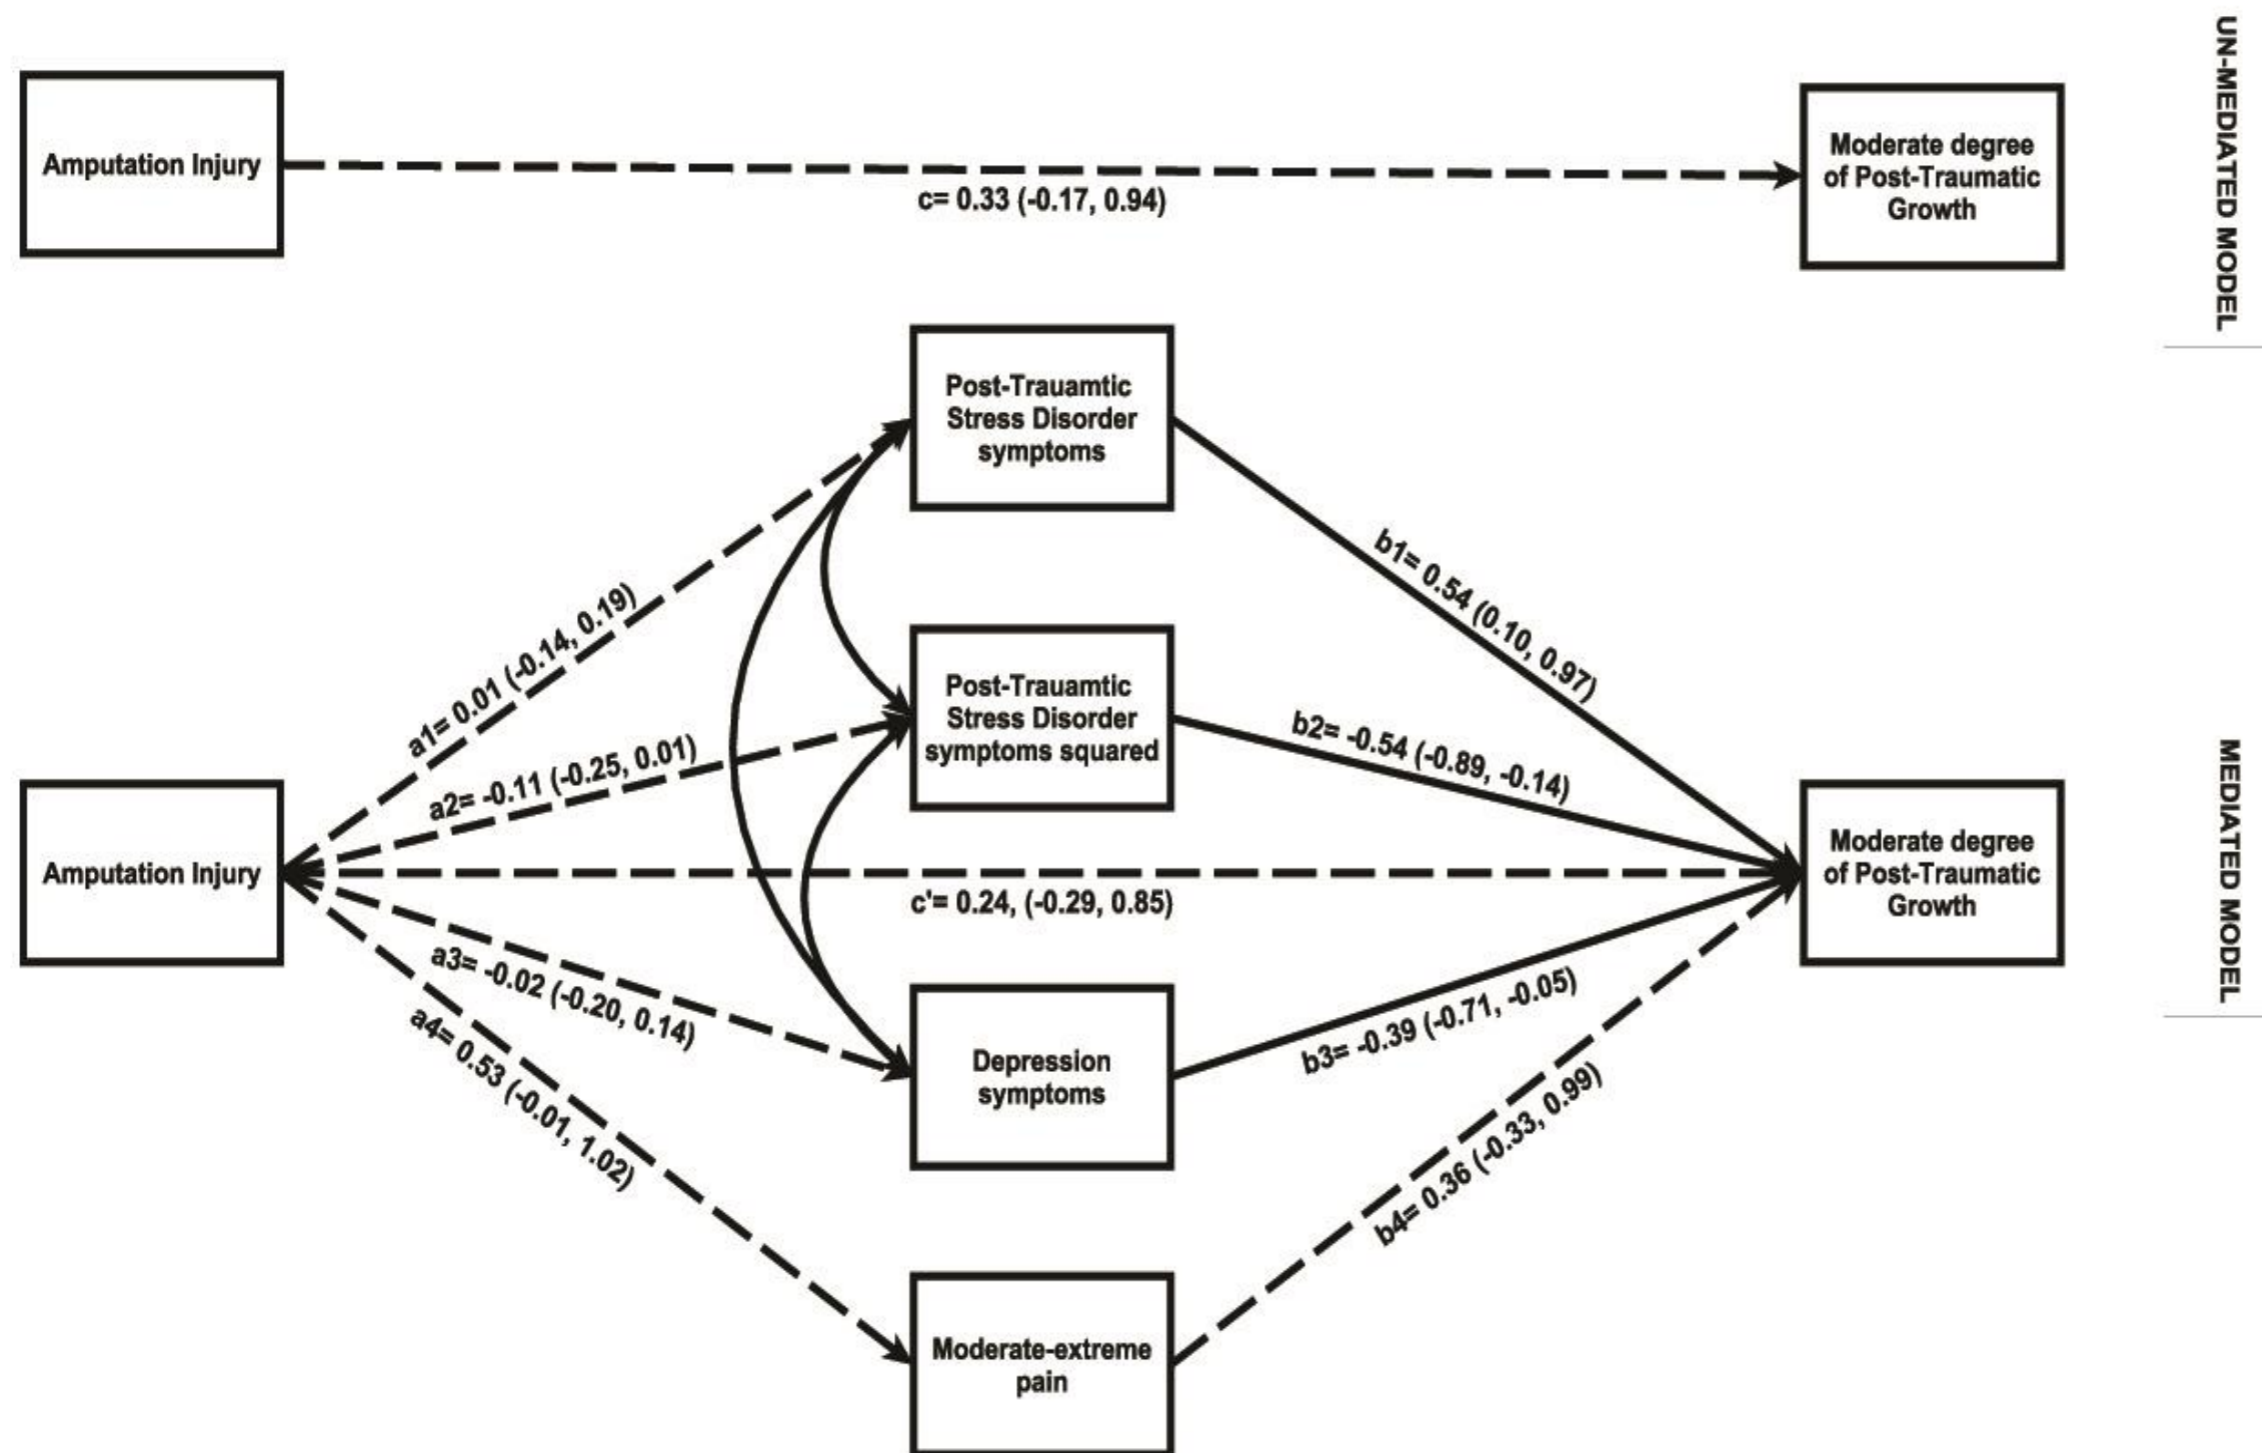 UN-MEDIATED MODEL
Amputation Injury
Moderate degree
of Post-Traumatic
Growth
c= 0.33 (-0.17, 0.94)
Post-Trauamtic
Stress Disorder
symptoms
b1= 0.54 (0.10, 0.97)
a1= 0.01 (-0.14, 0.19)
Post-Trauamtic
Stress Disorder
symptoms squared
b2= -0.54 (-0.89, -0.14)
a2= -0.11 (-0.25, 0.01)
MEDIATED MODEL
Amputation Injury
Moderate degree
of Post-Traumatic
Growth
c'= 0.24, (-0.29, 0.85)
a3= -0.02 (-0.20, 0.14)
b3= -0.39 (-0.71, -0.05)
Depression
symptoms
a4= 0.53 (-0.01, 1.02)
b4= 0.36 (-0.33, 0.99)
Moderate-extreme
pain